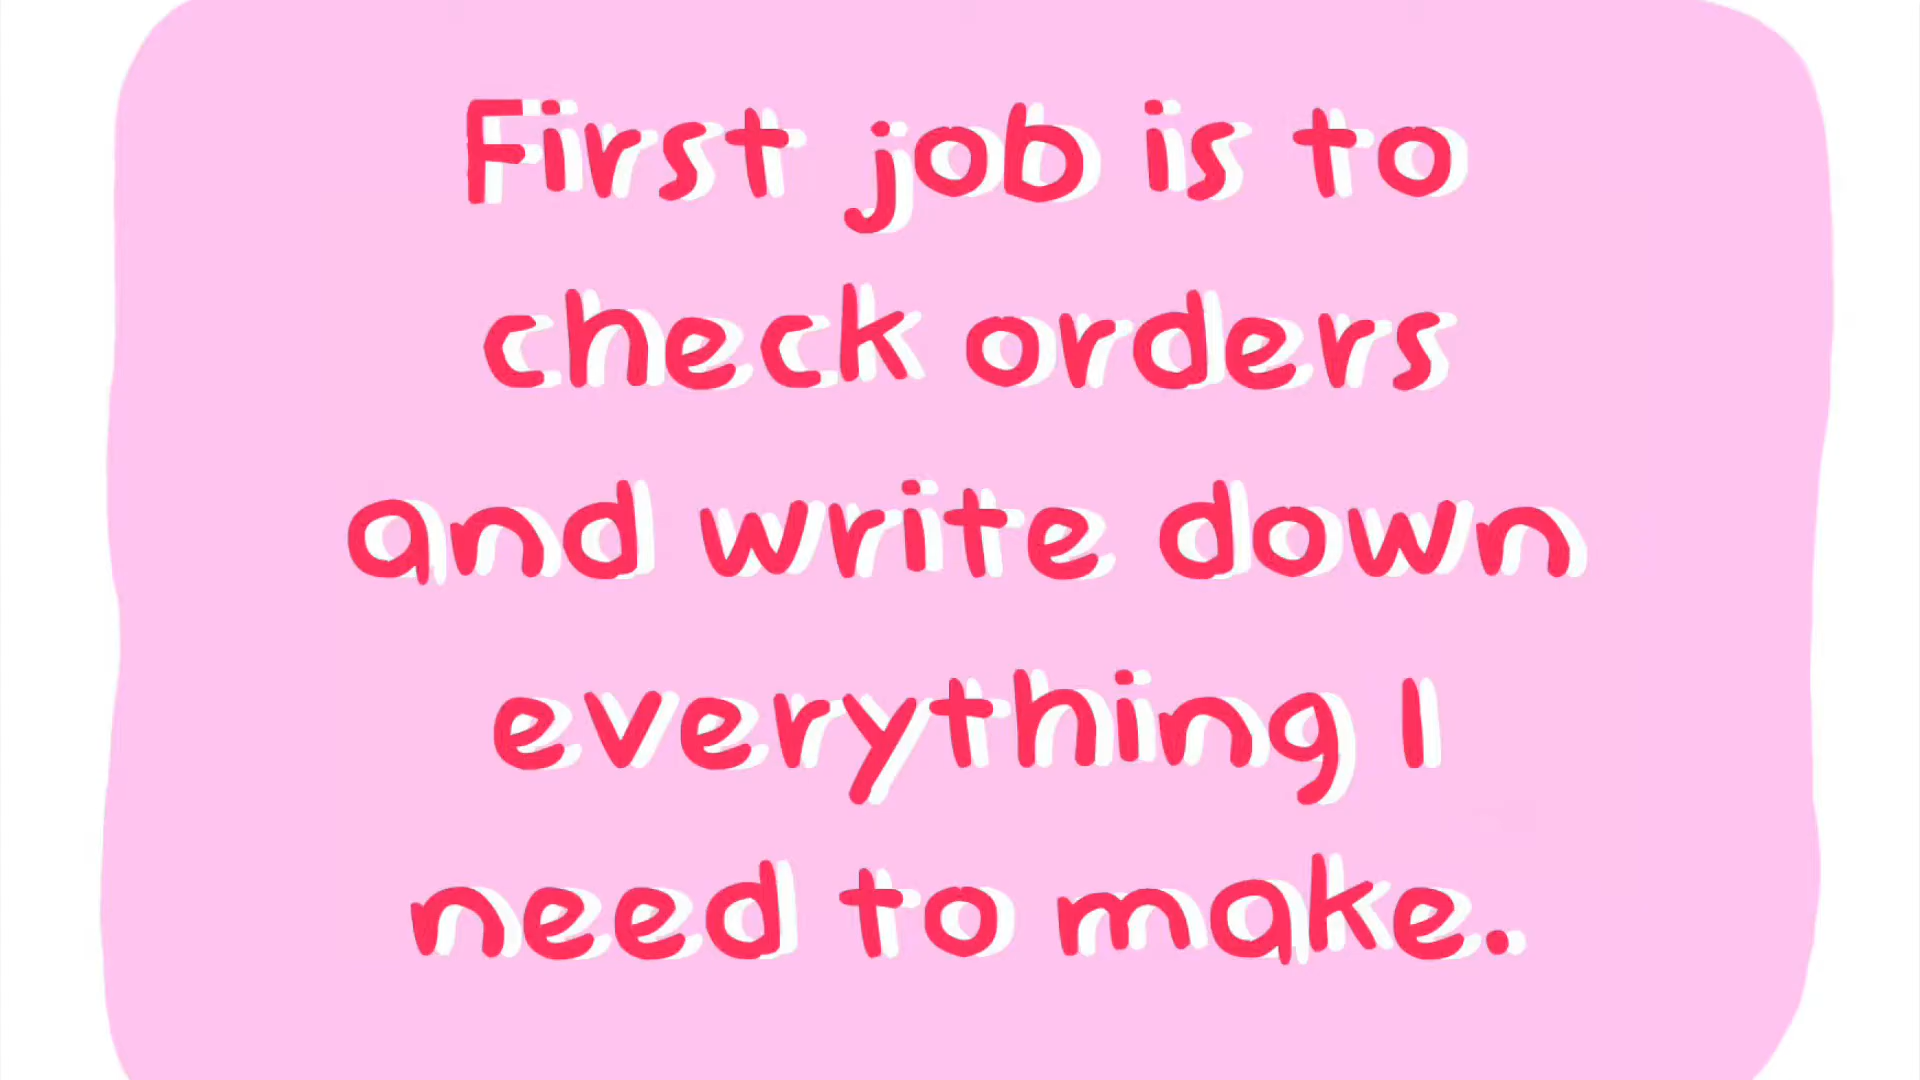 First job is to
check orders
and write down
everything I
need to make.